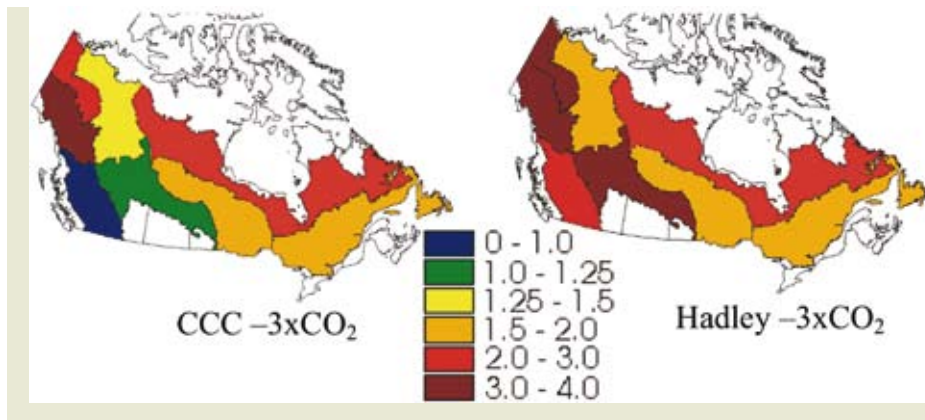 CCC –3xCO₂
0 - 1.0
1.0 - 1.25
1.25 - 1.5
1.5 - 2.0
2.0 - 3.0
3.0 - 4.0
Hadley –3xCO₂